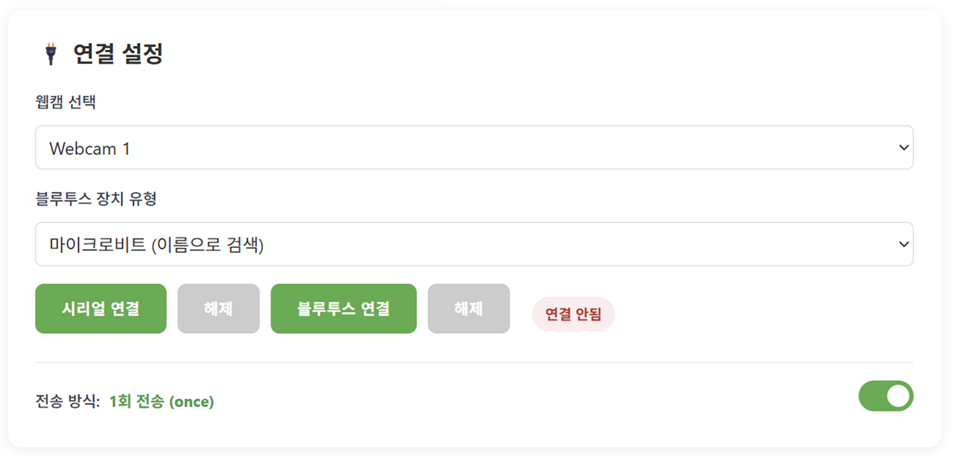 연결 설정
웹캠 선택
Webcam 1
블루투스 장치 유형
마이크로비트 (이름으로 검색)
시리얼 연결 해제 블루투스 연결 해제 연결 안됨
전송 방식: 1회 전송 (once)